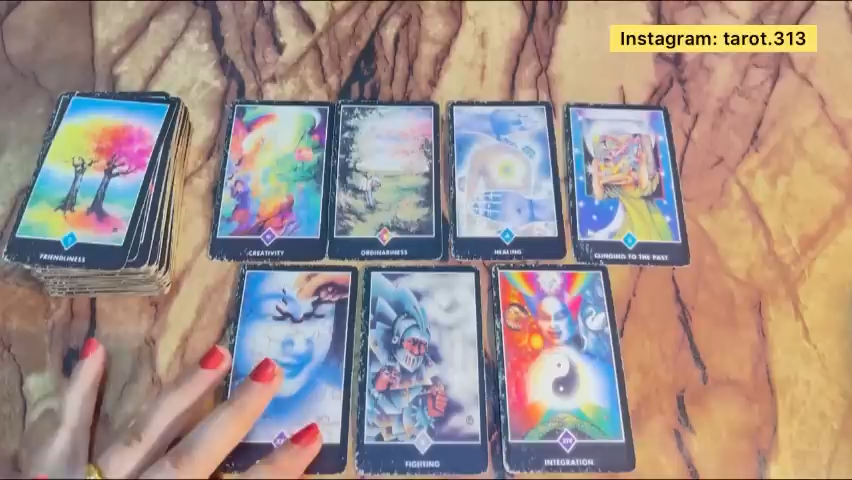 Instagram: tarot.313
FRIENDLINESS
CREATIVITY
ORDINARINESS
HEALING
CLINGING TO THE PAST
FIGHTING
INTEGRATION